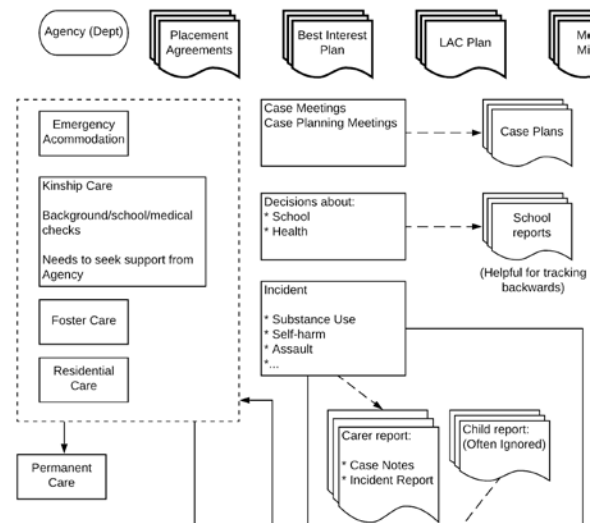 Agency (Dept)
Placement
Agreements
Best Interest
Plan
LAC Plan
Emergency
Acommodation
Kinship Care
Background/school/medical
checks
Needs to seek support from
Agency
Foster Care
Residential
Care
Permanent
Care
Case Meetings
Case Planning Meetings
Case Plans
Decisions about:
* School
* Health
School
reports
(Helpful for tracking
backwards)
Incident
* Substance Use
* Self-harm
* Assault
*...
Carer report:
* Case Notes
* Incident Report
Child report:
(Often Ignored)